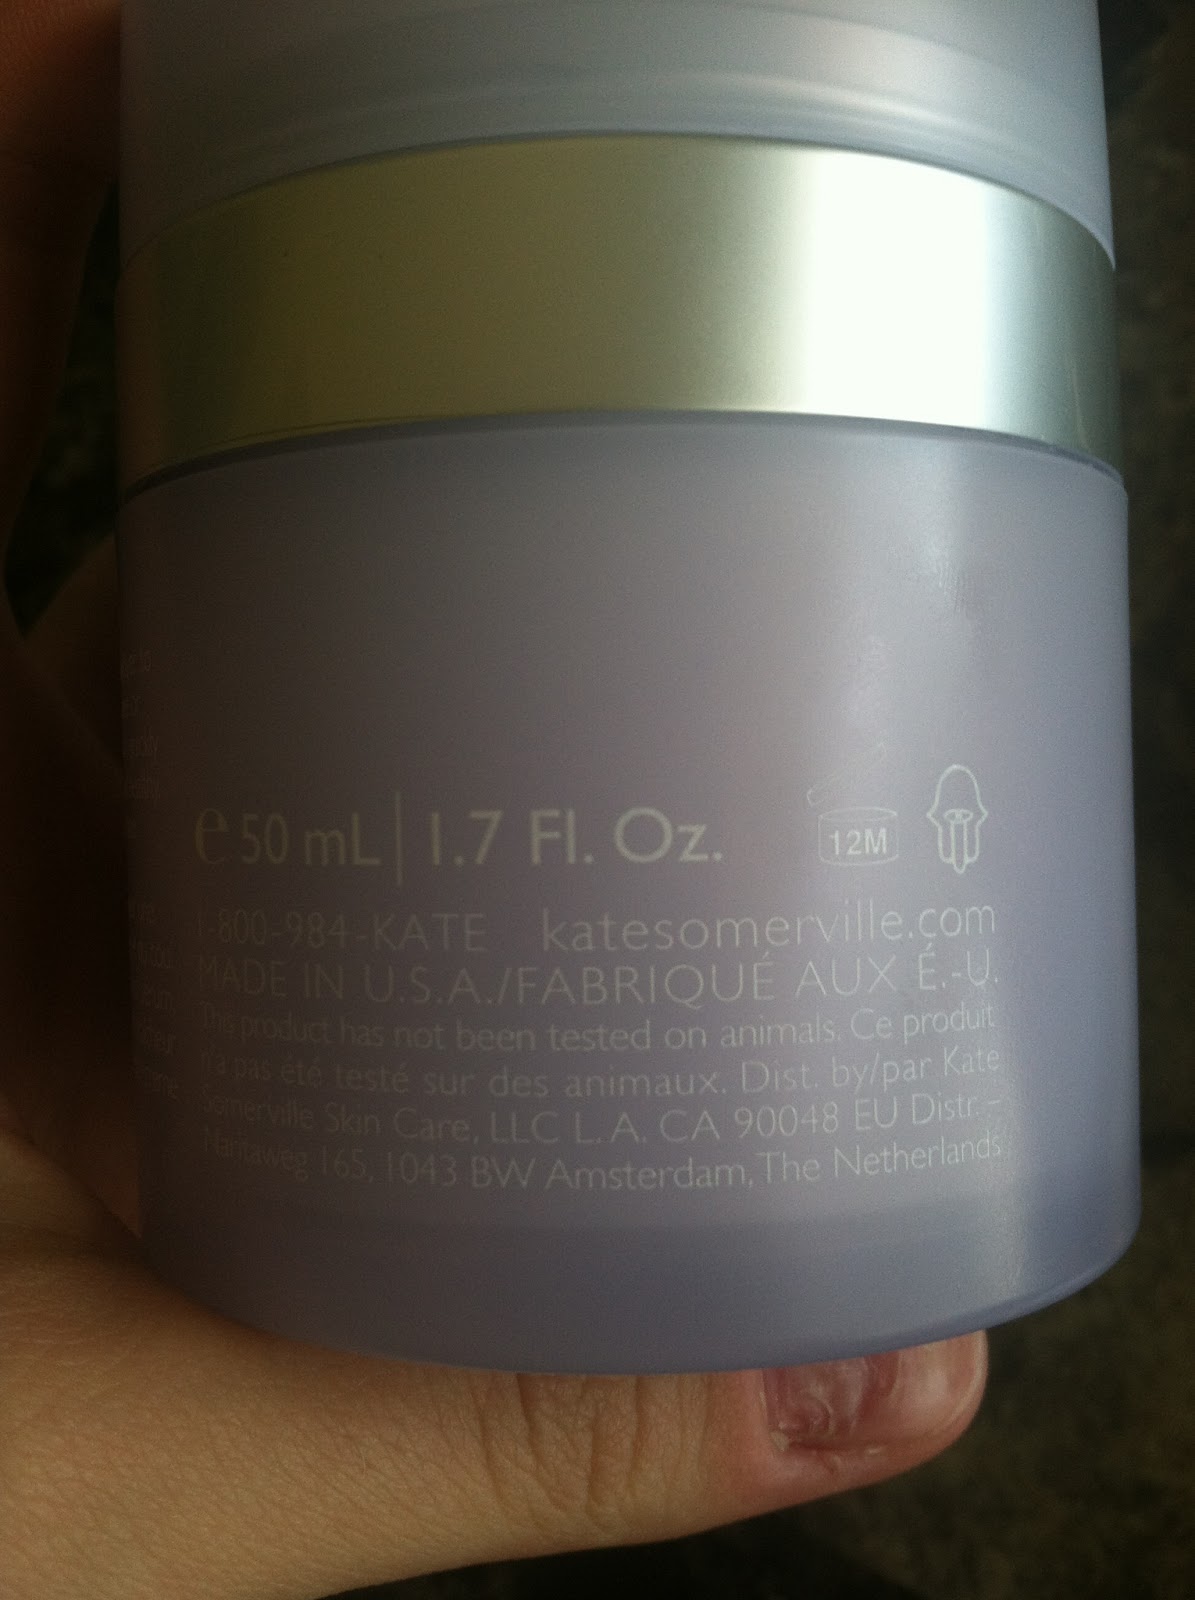 e 50 mL | 1.7 Fl. Oz.
12M
1-800-984-KATE katesomerville.com
MADE IN U.S.A./FABRIQUÉ AUX É.-U.
This product has not been tested on animals. Ce produit
n'a pas été testé sur des animaux. Dist. by/par Kate
Somerville Skin Care, LLC L.A. CA 90048 EU Distr. –
Haritaweg 165, 1043 BW Amsterdam, The Netherlands